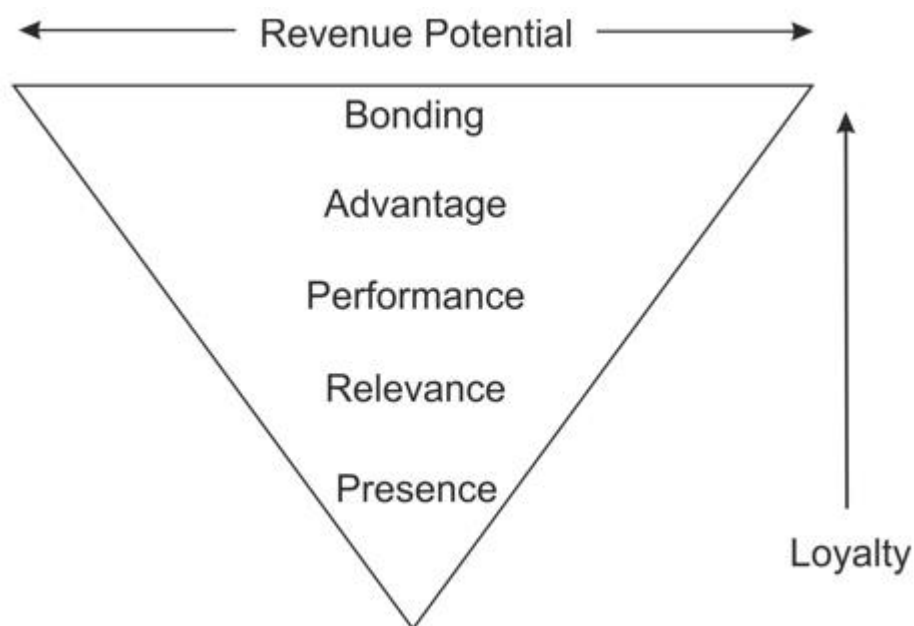 Revenue Potential
Bonding
Advantage
Performance
Relevance
Presence
Loyalty